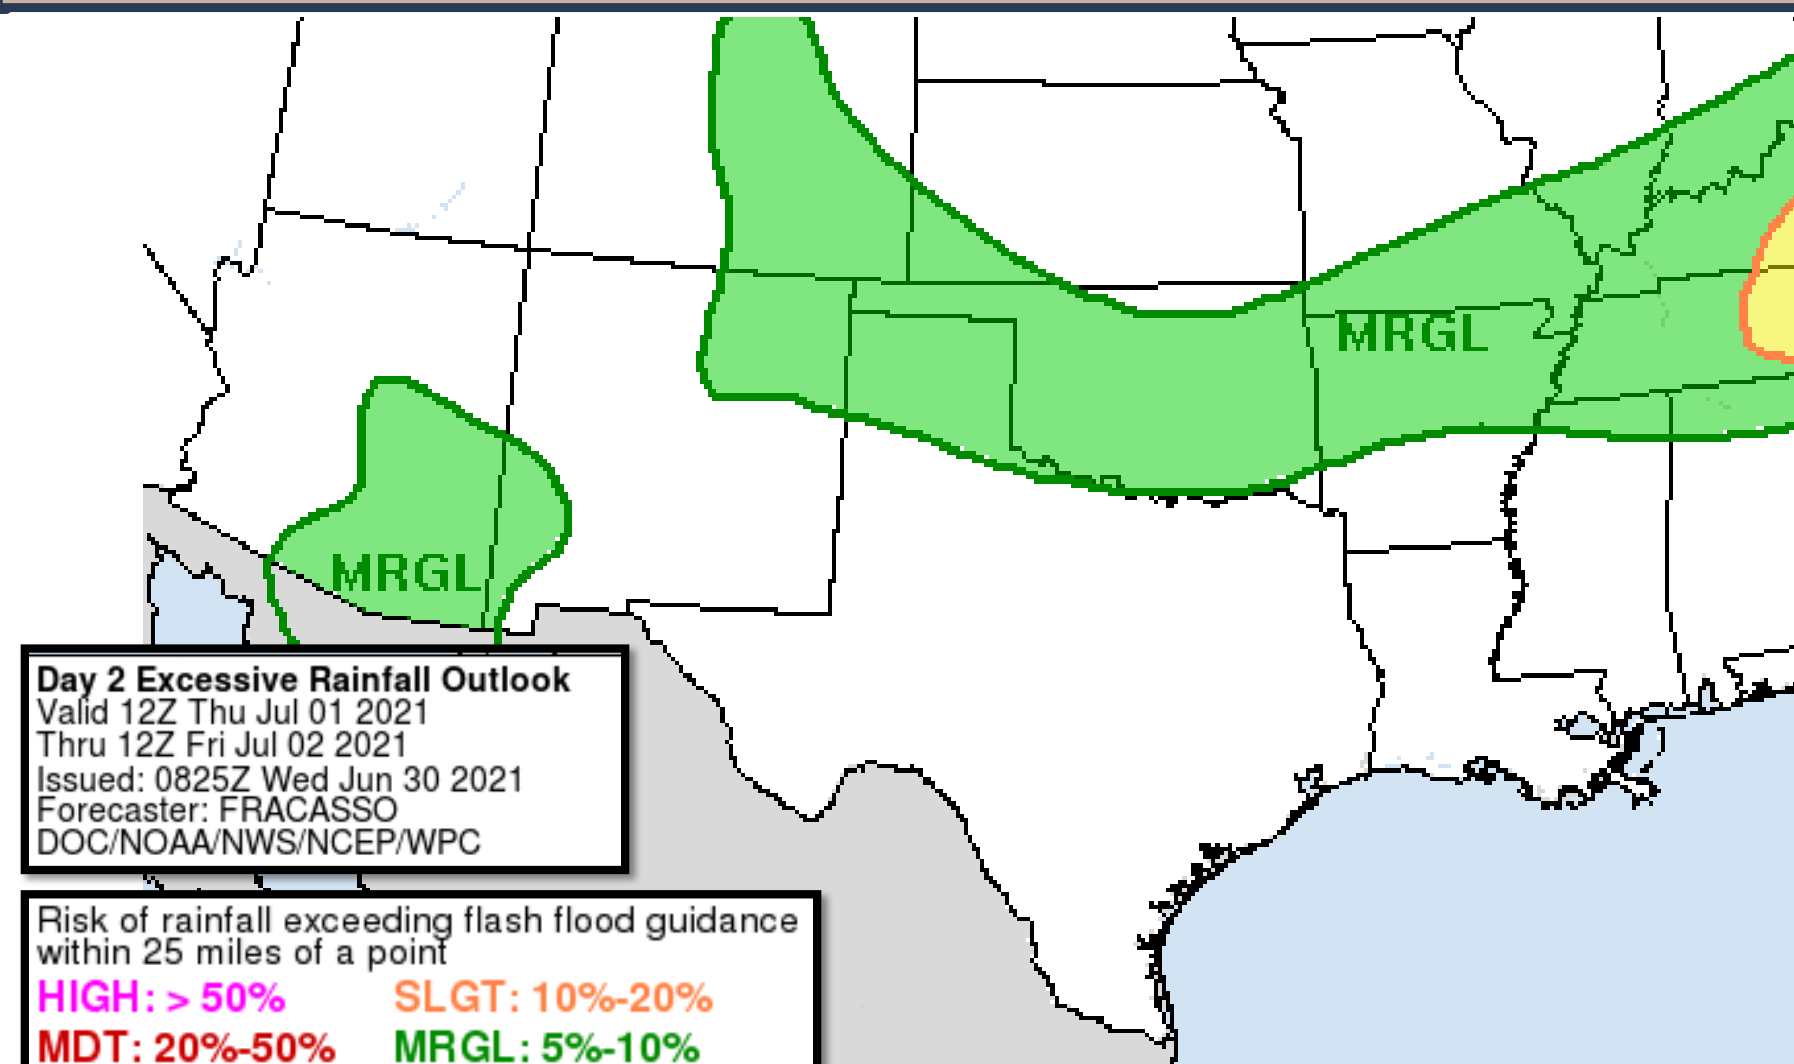 MRGL
MRGL
Day 2 Excessive Rainfall Outlook
Valid 12Z Thu Jul 01 2021
Thru 12Z Fri Jul 02 2021
Issued: 0825Z Wed Jun 30 2021
Forecaster: FRACASSO
DOC/NOAA/NWS/NCEP/WPC
Risk of rainfall exceeding flash flood guidance
within 25 miles of a point
HIGH: > 50% SLGT: 10%-20%
MDT: 20%-50% MRGL: 5%-10%